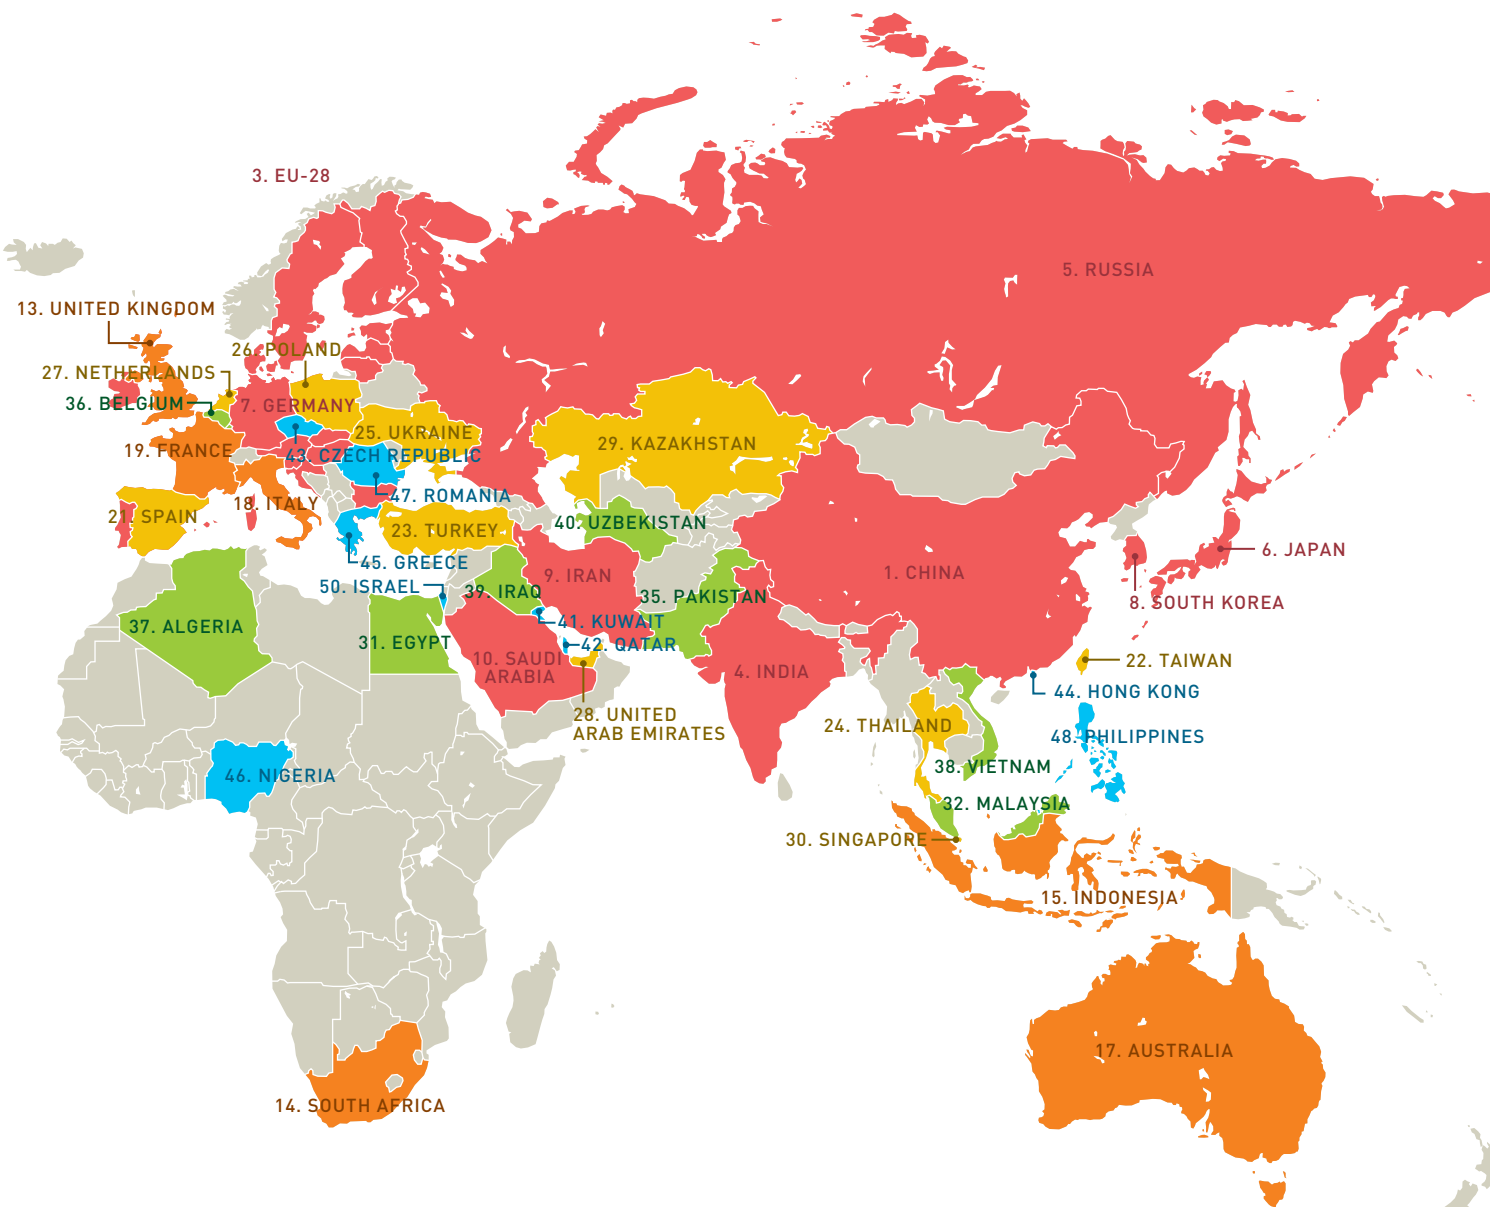 3. EU-28
5. RUSSIA
13. UNITED KINGDOM
26. POLAND
27. NETHERLANDS
36. BELGIUM
7. GERMANY
25. UKRAINE
29. KAZAKHSTAN
19. FRANCE
43. CZECH REPUBLIC
47. ROMANIA
18. ITALY
21. SPAIN
23. TURKEY
40. UZBEKISTAN
6. JAPAN
45. GREECE
9. IRAN
1. CHINA
50. ISRAEL
39. IRAQ
35. PAKISTAN
8. SOUTH KOREA
41. KUWAIT
37. ALGERIA
31. EGYPT
42. QATAR
10. SAUDI
ARABIA
4. INDIA
22. TAIWAN
44. HONG KONG
28. UNITED
ARAB EMIRATES
24. THAILAND
48. PHILIPPINES
38. VIETNAM
46. NIGERIA
32. MALAYSIA
30. SINGAPORE
15. INDONESIA
17. AUSTRALIA
14. SOUTH AFRICA